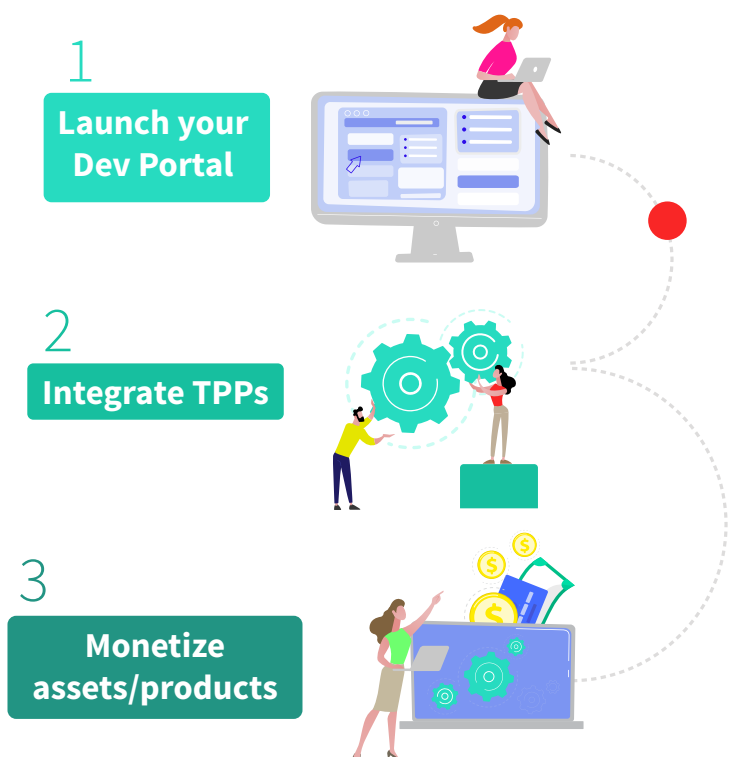 1
Launch your
Dev Portal
2
Integrate TPPs
3
Monetize
assets/products
$
$
$